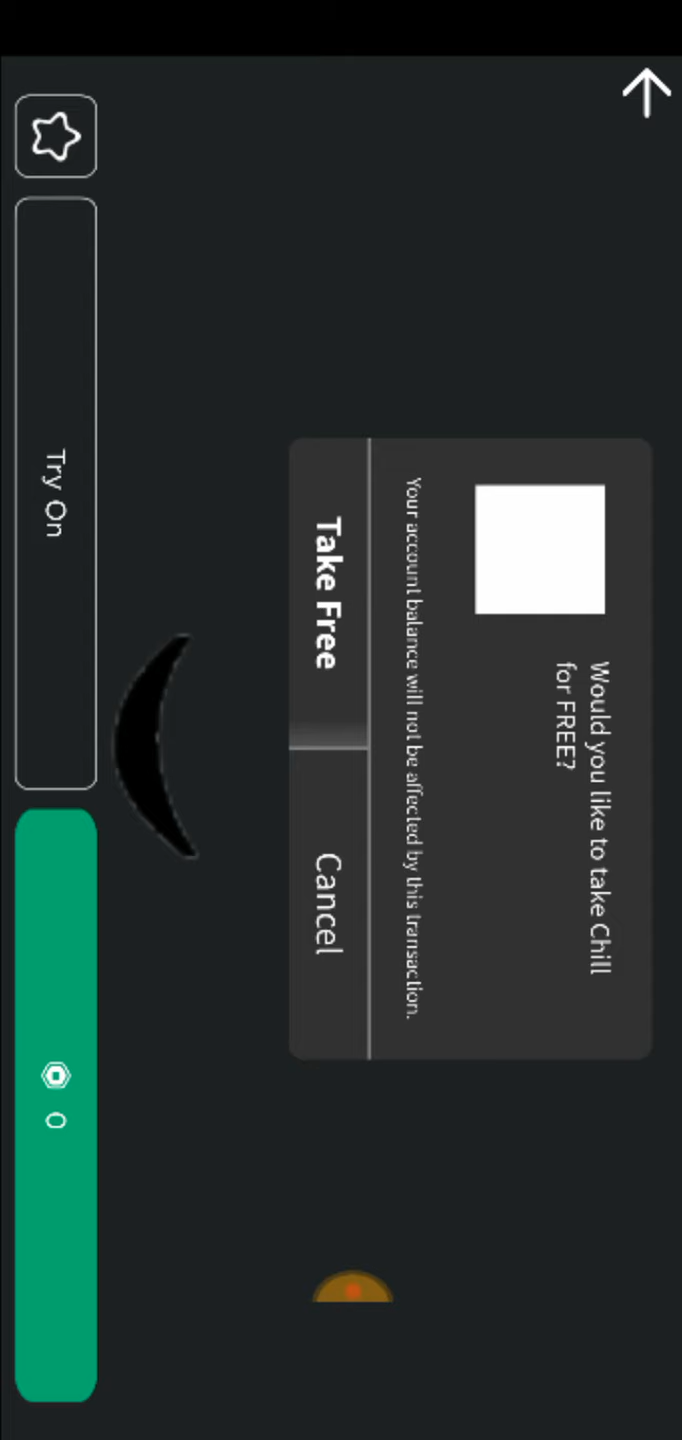 Would you like to take Chill
for FREE?
Your account balance will not be affected by this transaction.
Take Free
Cancel
Try On
0